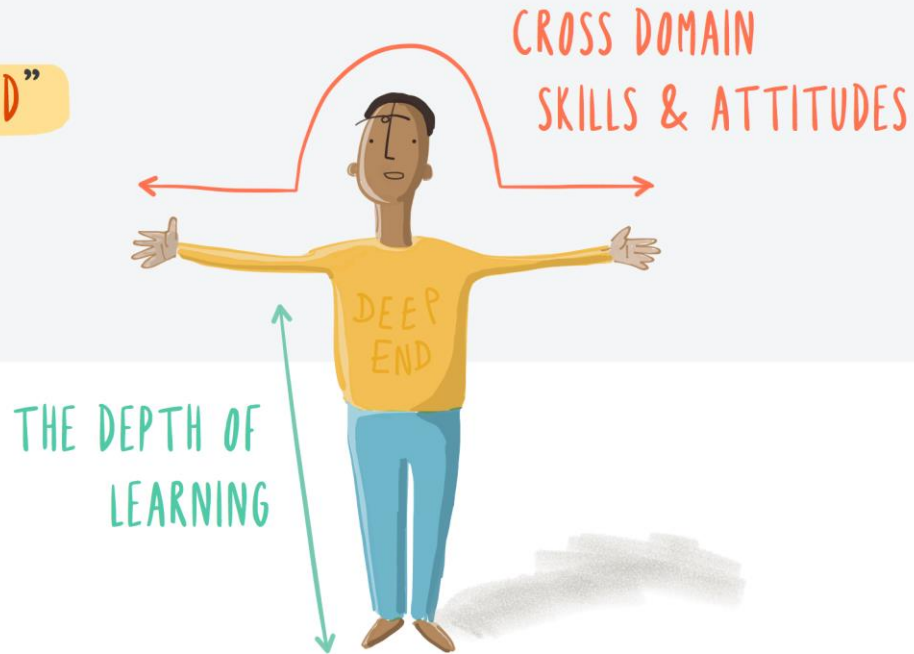 D”
CROSS DOMAIN
SKILLS & ATTITUDES
DEEP
END
THE DEPTH OF
LEARNING